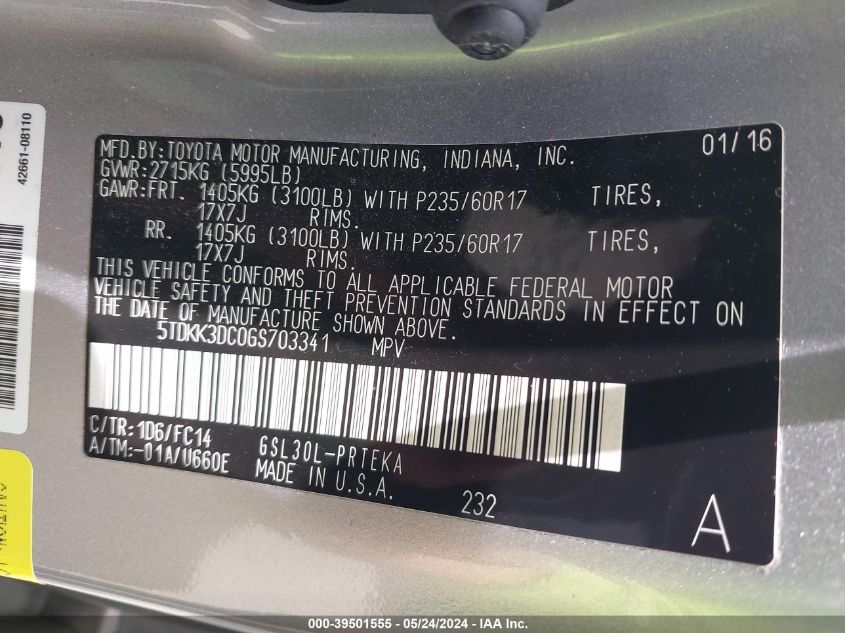 42661-08110
MFD.BY:TOYOTA MOTOR MANUFACTURING, INDIANA, INC. 01/16
GVWR:2715KG (5995LB)
GAWR:FRT. 1405KG (3100LB) WITH P235/60R17 TIRES,
17X7J RIMS.
RR. 1405KG (3100LB) WITH P235/60R17 TIRES,
17X7J RIMS.
THIS VEHICLE CONFORMS TO ALL APPLICABLE FEDERAL MOTOR
VEHICLE SAFETY AND THEFT PREVENTION STANDARDS IN EFFECT ON
THE DATE OF MANUFACTURE SHOWN ABOVE.
5TDKK3DC0GS703341 MPV
C/TR:1D6/FC14 GSL30L-PRTEKA
A/TM:-01A/U660E MADE IN U.S.A.
232
A
000-39501555 - 05/24/2024 - IAA Inc.